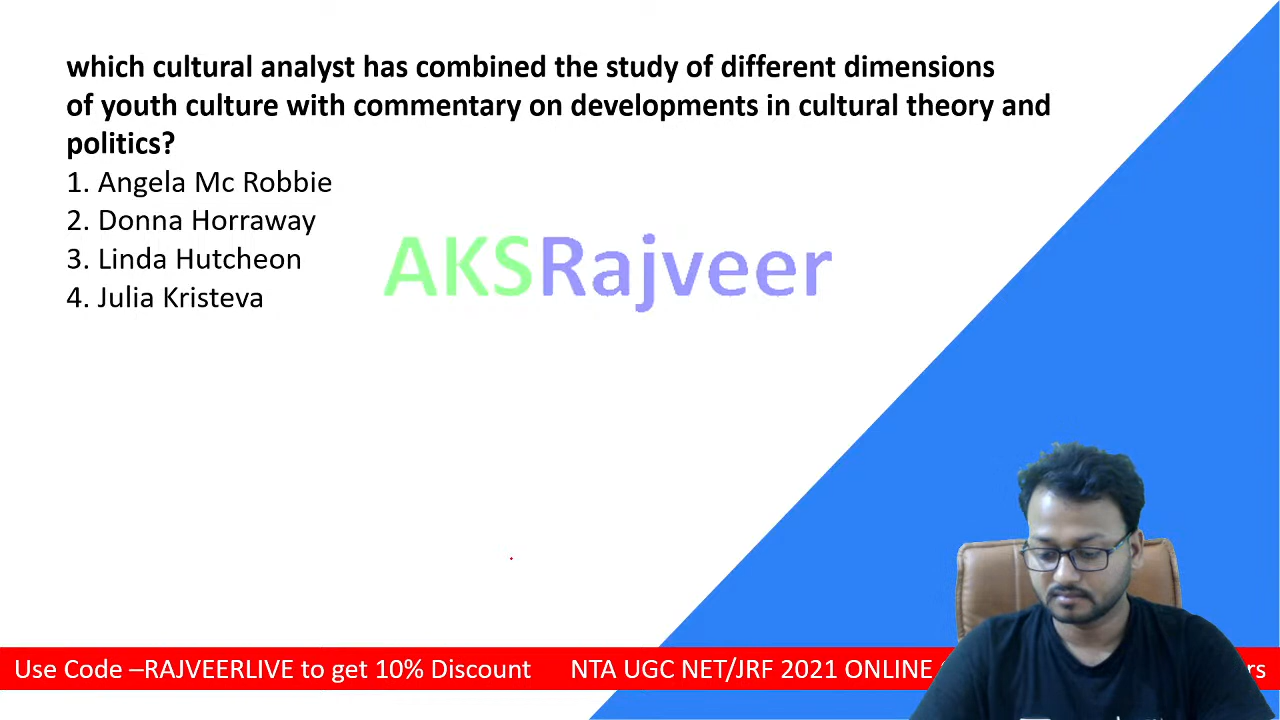 which cultural analyst has combined the study of different dimensions
of youth culture with commentary on developments in cultural theory and
politics?
1. Angela Mc Robbie
2. Donna Horraway
3. Linda Hutcheon
4. Julia Kristeva
AKSRajveer
Use Code –RAJVEERLIVE to get 10% Discount NTA UGC NET/JRF 2021 ONLINE